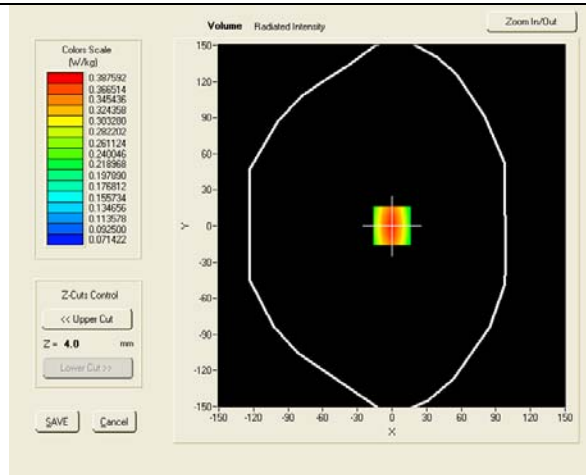 Volume Radiated Intensity
Zoom In/Out
Colors Scale
(W/kg)
0.387592
0.366514
0.345436
0.324358
0.303280
0.282202
0.261124
0.240046
0.218968
0.197890
0.176812
0.155734
0.134656
0.113578
0.092500
0.071422
Z-Cuts Control
<< Upper Cut
Z = 4.0 mm
Lower Cut >>
SAVE Cancel
150
120
90
60
30
0
-30
-60
-90
-120
-150
Y
-150 -120 -90 -60 -30 0 30 60 90 120 150
X